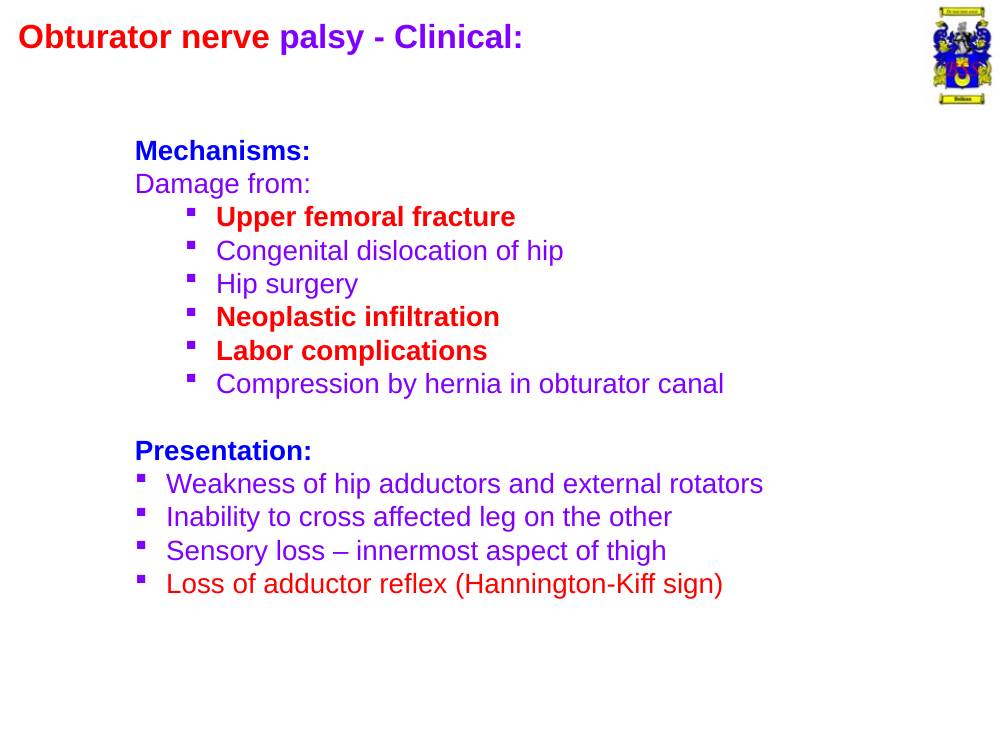 Obturator nerve palsy - Clinical:
Mechanisms:
Damage from:
▪ Upper femoral fracture
▪ Congenital dislocation of hip
▪ Hip surgery
▪ Neoplastic infiltration
▪ Labor complications
▪ Compression by hernia in obturator canal
Presentation:
▪ Weakness of hip adductors and external rotators
▪ Inability to cross affected leg on the other
▪ Sensory loss – innermost aspect of thigh
▪ Loss of adductor reflex (Hannington-Kiff sign)